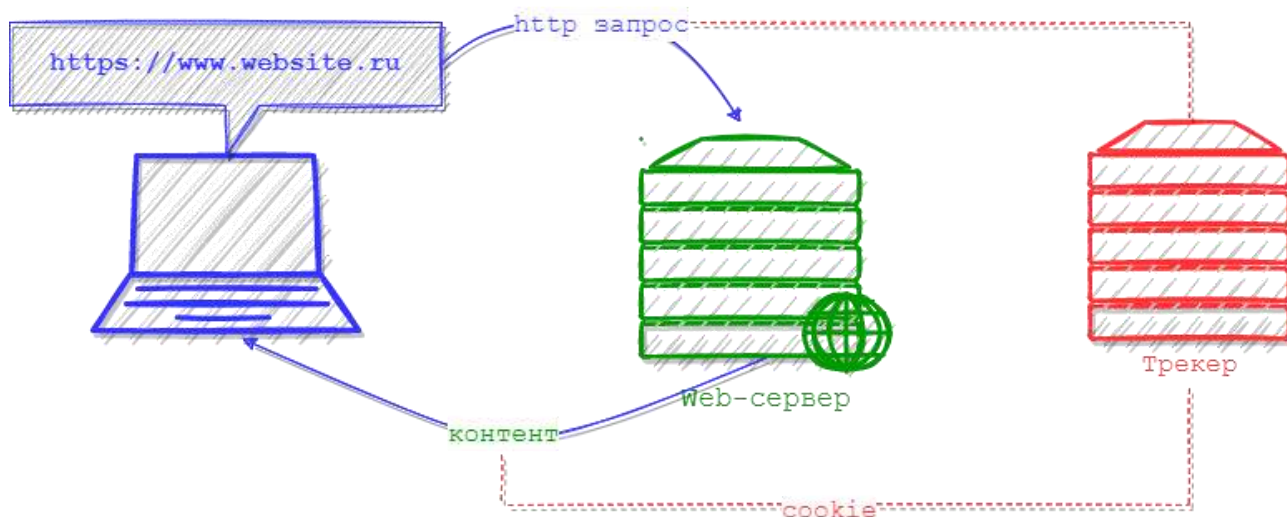 http запрос
https://www.website.ru
Трекер
Web-сервер
контент
cookie